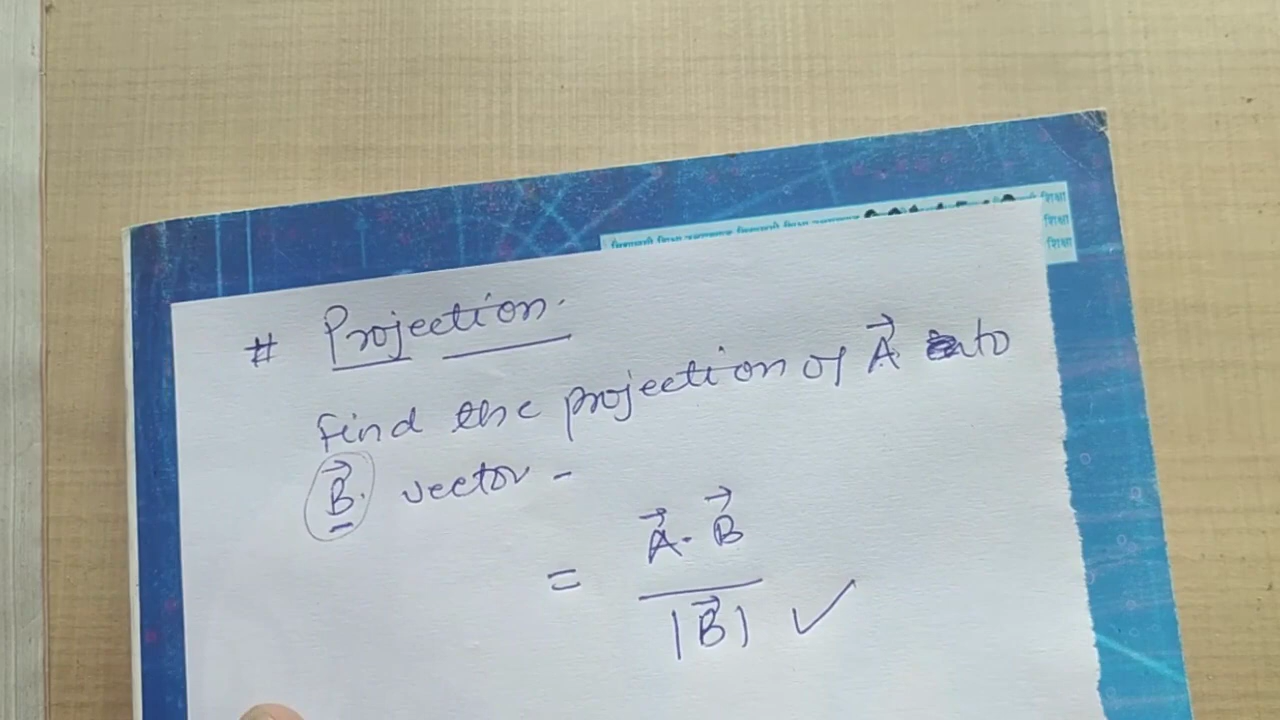 # Projection.
Find the projection of A⃗ onto
B⃗. vector -
= A⃗ · B⃗
|B⃗| ✓
शिक्षा
शिक्षा
शिक्षा